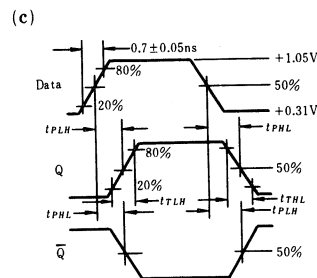 (c)
0.7±0.05ns
+1.05V
80%
Data
50%
20%
+0.31V
tPLH
tPHL
80%
Q
50%
20%
tPHL
tTLH
tTHL
tPLH
Q̅
50%